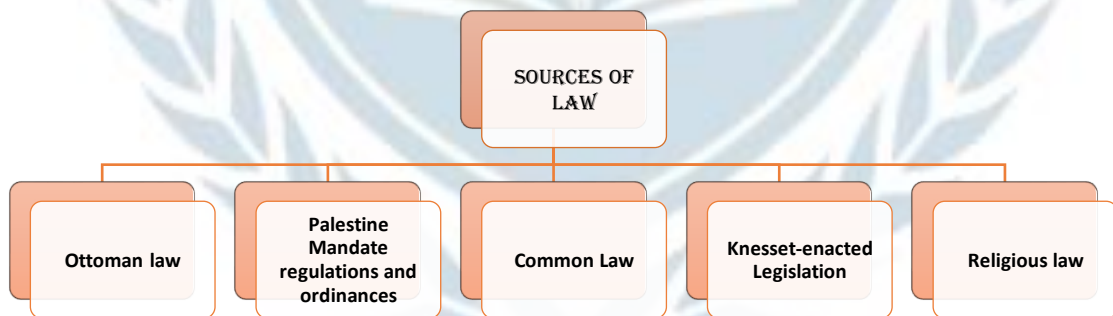 SOURCES OF
LAW
Ottoman law
Palestine
Mandate
regulations and
ordinances
Common Law
Knesset-enacted
Legislation
Religious law